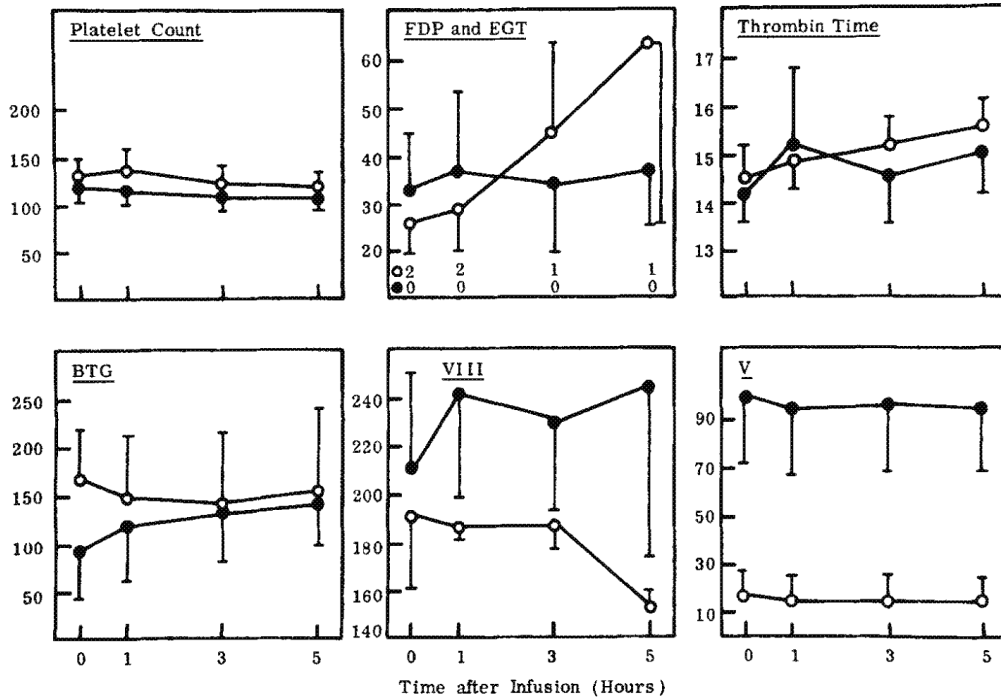 Platelet Count
200
150
100
50
FDP and EGT
60
50
40
30
20
2 2 1 1
0 0 0 0
Thrombin Time
17
16
15
14
13
BTG
250
200
150
100
50
0 1 3 5
VIII
240
220
200
180
160
140
0 1 3 5
V
90
70
50
30
10
0 1 3 5
Time after Infusion (Hours)